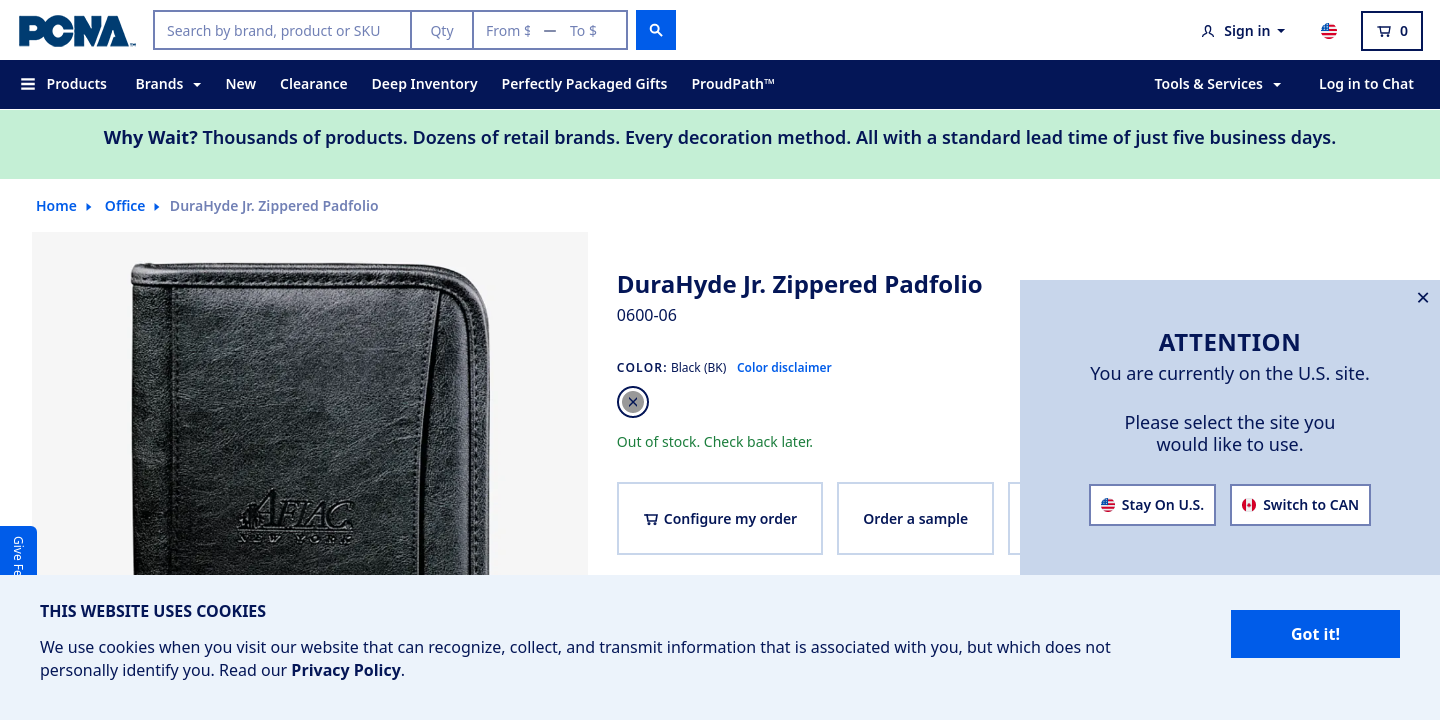 PCNA™
Search by brand, product or SKU
Qty
From $ — To $
Sign in
0
Products
Brands
New
Clearance
Deep Inventory
Perfectly Packaged Gifts
ProudPath™
Tools & Services
Log in to Chat
Why Wait? Thousands of products. Dozens of retail brands. Every decoration method. All with a standard lead time of just five business days.
Home
Office
DuraHyde Jr. Zippered Padfolio
DuraHyde Jr. Zippered Padfolio
0600-06
COLOR: Black (BK) Color disclaimer
Out of stock. Check back later.
Configure my order
Order a sample
AFIAC
NEW YORK
ATTENTION
You are currently on the U.S. site.
Please select the site you
would like to use.
Stay On U.S.
Switch to CAN
Give Fe
THIS WEBSITE USES COOKIES
We use cookies when you visit our website that can recognize, collect, and transmit information that is associated with you, but which does not
personally identify you. Read our Privacy Policy.
Got it!